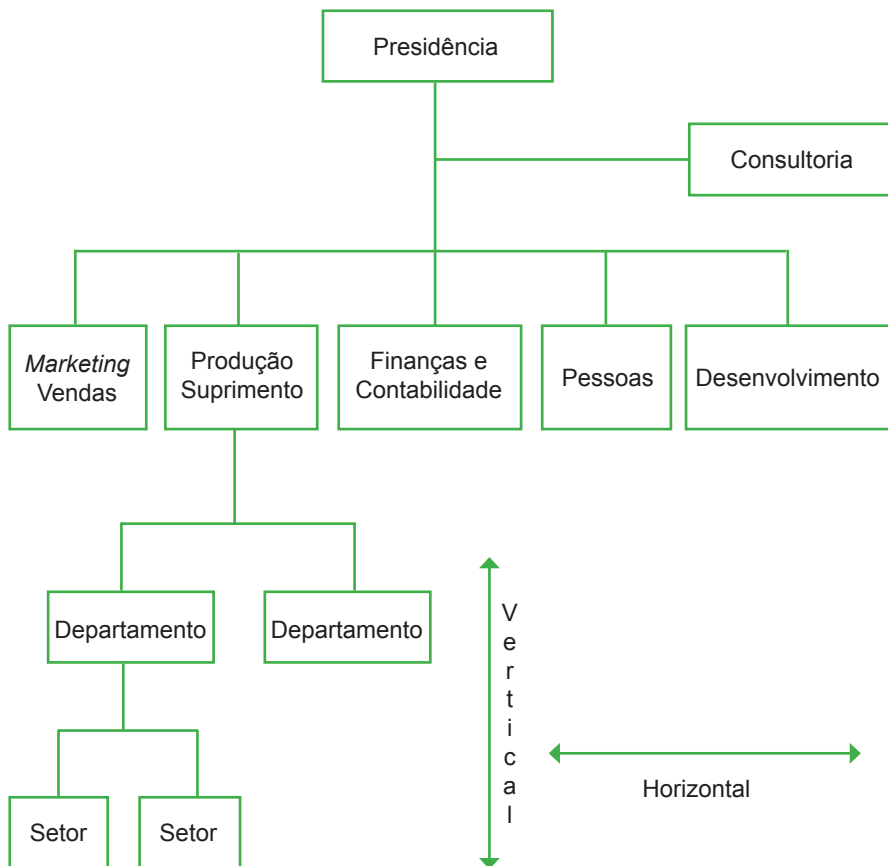 Presidência
Consultoria
Marketing
Vendas
Produção
Suprimento
Finanças e
Contabilidade
Pessoas
Desenvolvimento
Departamento
Departamento
Vertical
Horizontal
Setor
Setor